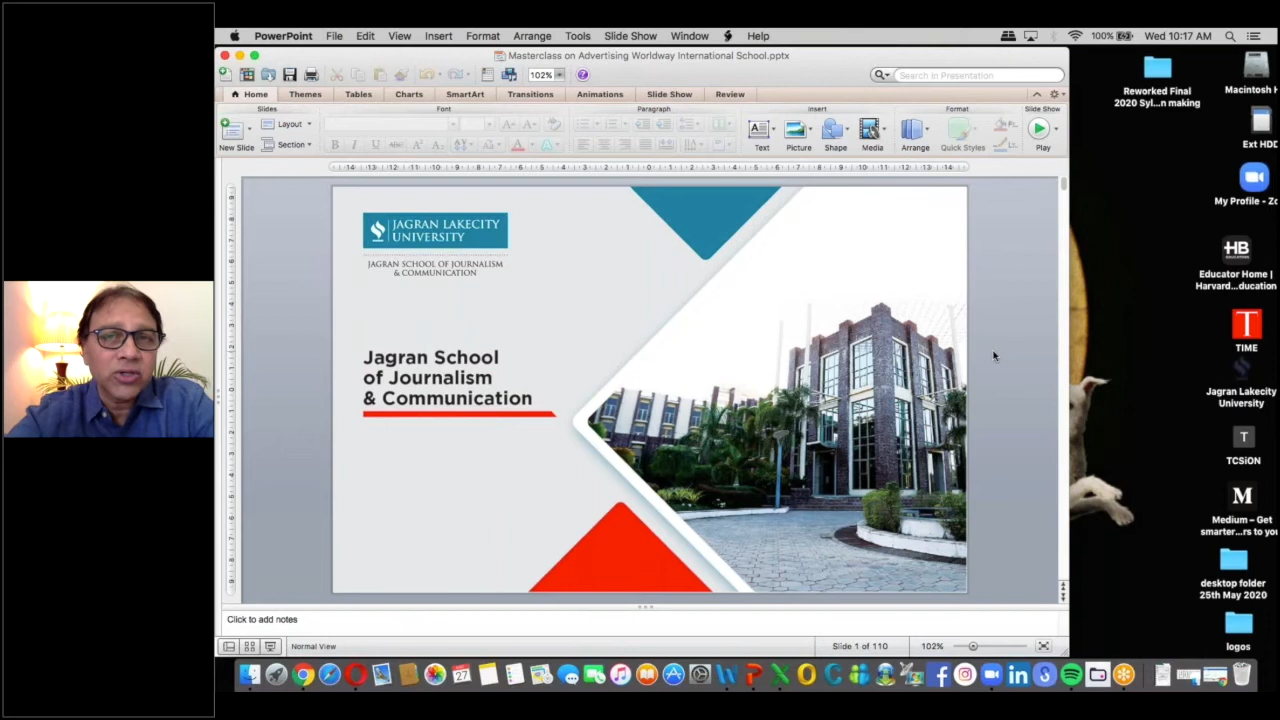 PowerPoint File Edit View Insert Format Arrange Tools Slide Show Window Help
100% Wed 10:17 AM
Masterclass on Advertising Worldway International School.pptx
102%
Search in Presentation
Home Themes Tables Charts SmartArt Transitions Animations Slide Show Review
Slides Font Paragraph Insert Format Slide Show
Layout
Section
New Slide
Text Picture Shape Media Arrange Quick Styles Play
JAGRAN LAKECITY
UNIVERSITY
JAGRAN SCHOOL OF JOURNALISM
& COMMUNICATION
Jagran School
of Journalism
& Communication
Click to add notes
Normal View
Slide 1 of 110
102%
Reworked Final
2020 Syl...n making
Macintosh H
Ext HDD
My Profile - Zo
HB
Educator Home |
Harvard...ducation
T
TIME
Jagran Lakecity
University
T
TCSiON
M
Medium – Get
smarter...rs to you
desktop folder
25th May 2020
logos
27